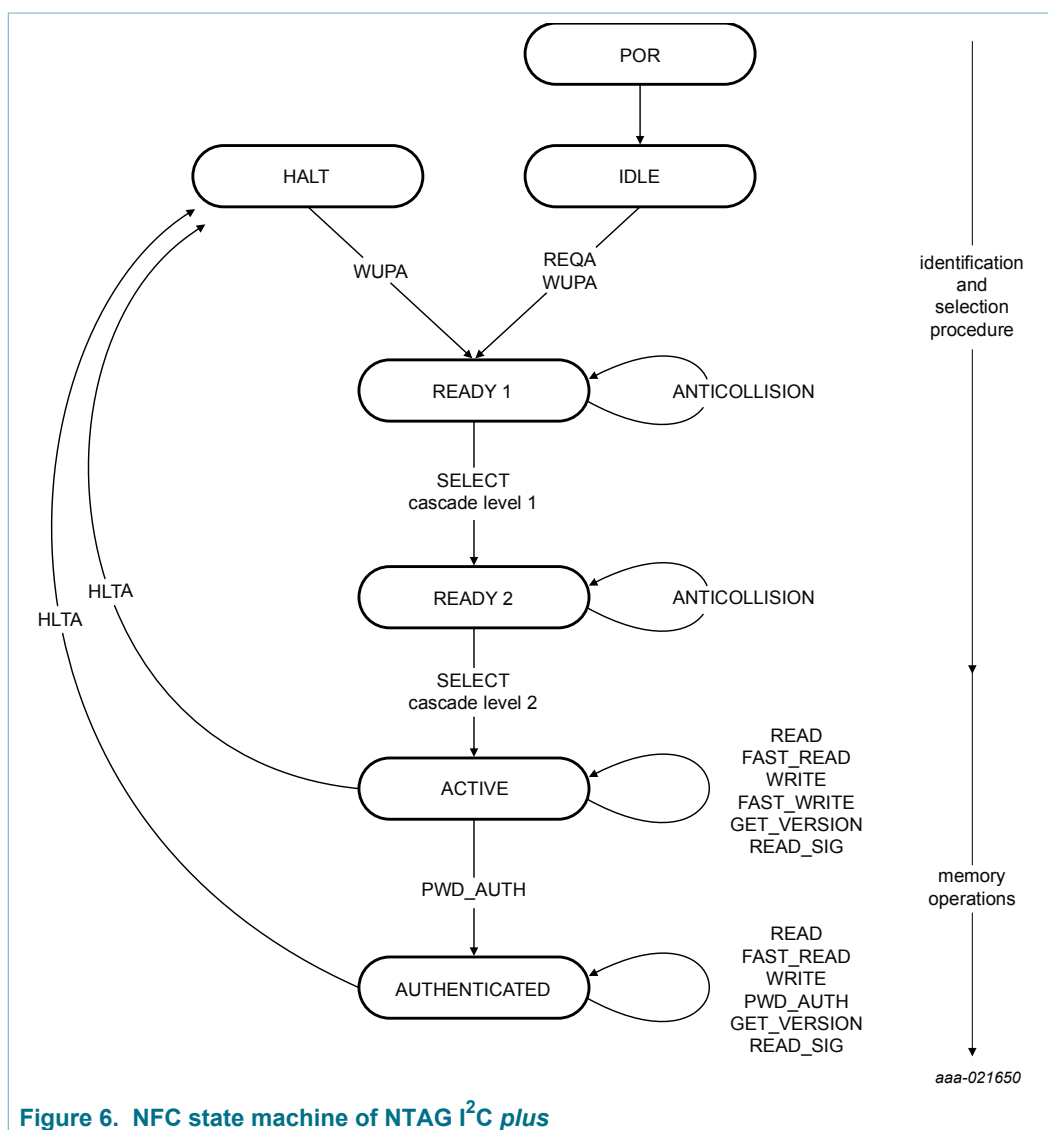 POR
HALT
IDLE
WUPA
REQA
WUPA
identification
and
selection
procedure
READY 1
ANTICOLLISION
SELECT
cascade level 1
READY 2
ANTICOLLISION
HLTA
HLTA
SELECT
cascade level 2
ACTIVE
READ
FAST_READ
WRITE
FAST_WRITE
GET_VERSION
READ_SIG
PWD_AUTH
memory
operations
AUTHENTICATED
READ
FAST_READ
WRITE
PWD_AUTH
GET_VERSION
READ_SIG
aaa-021650
Figure 6. NFC state machine of NTAG I²C plus